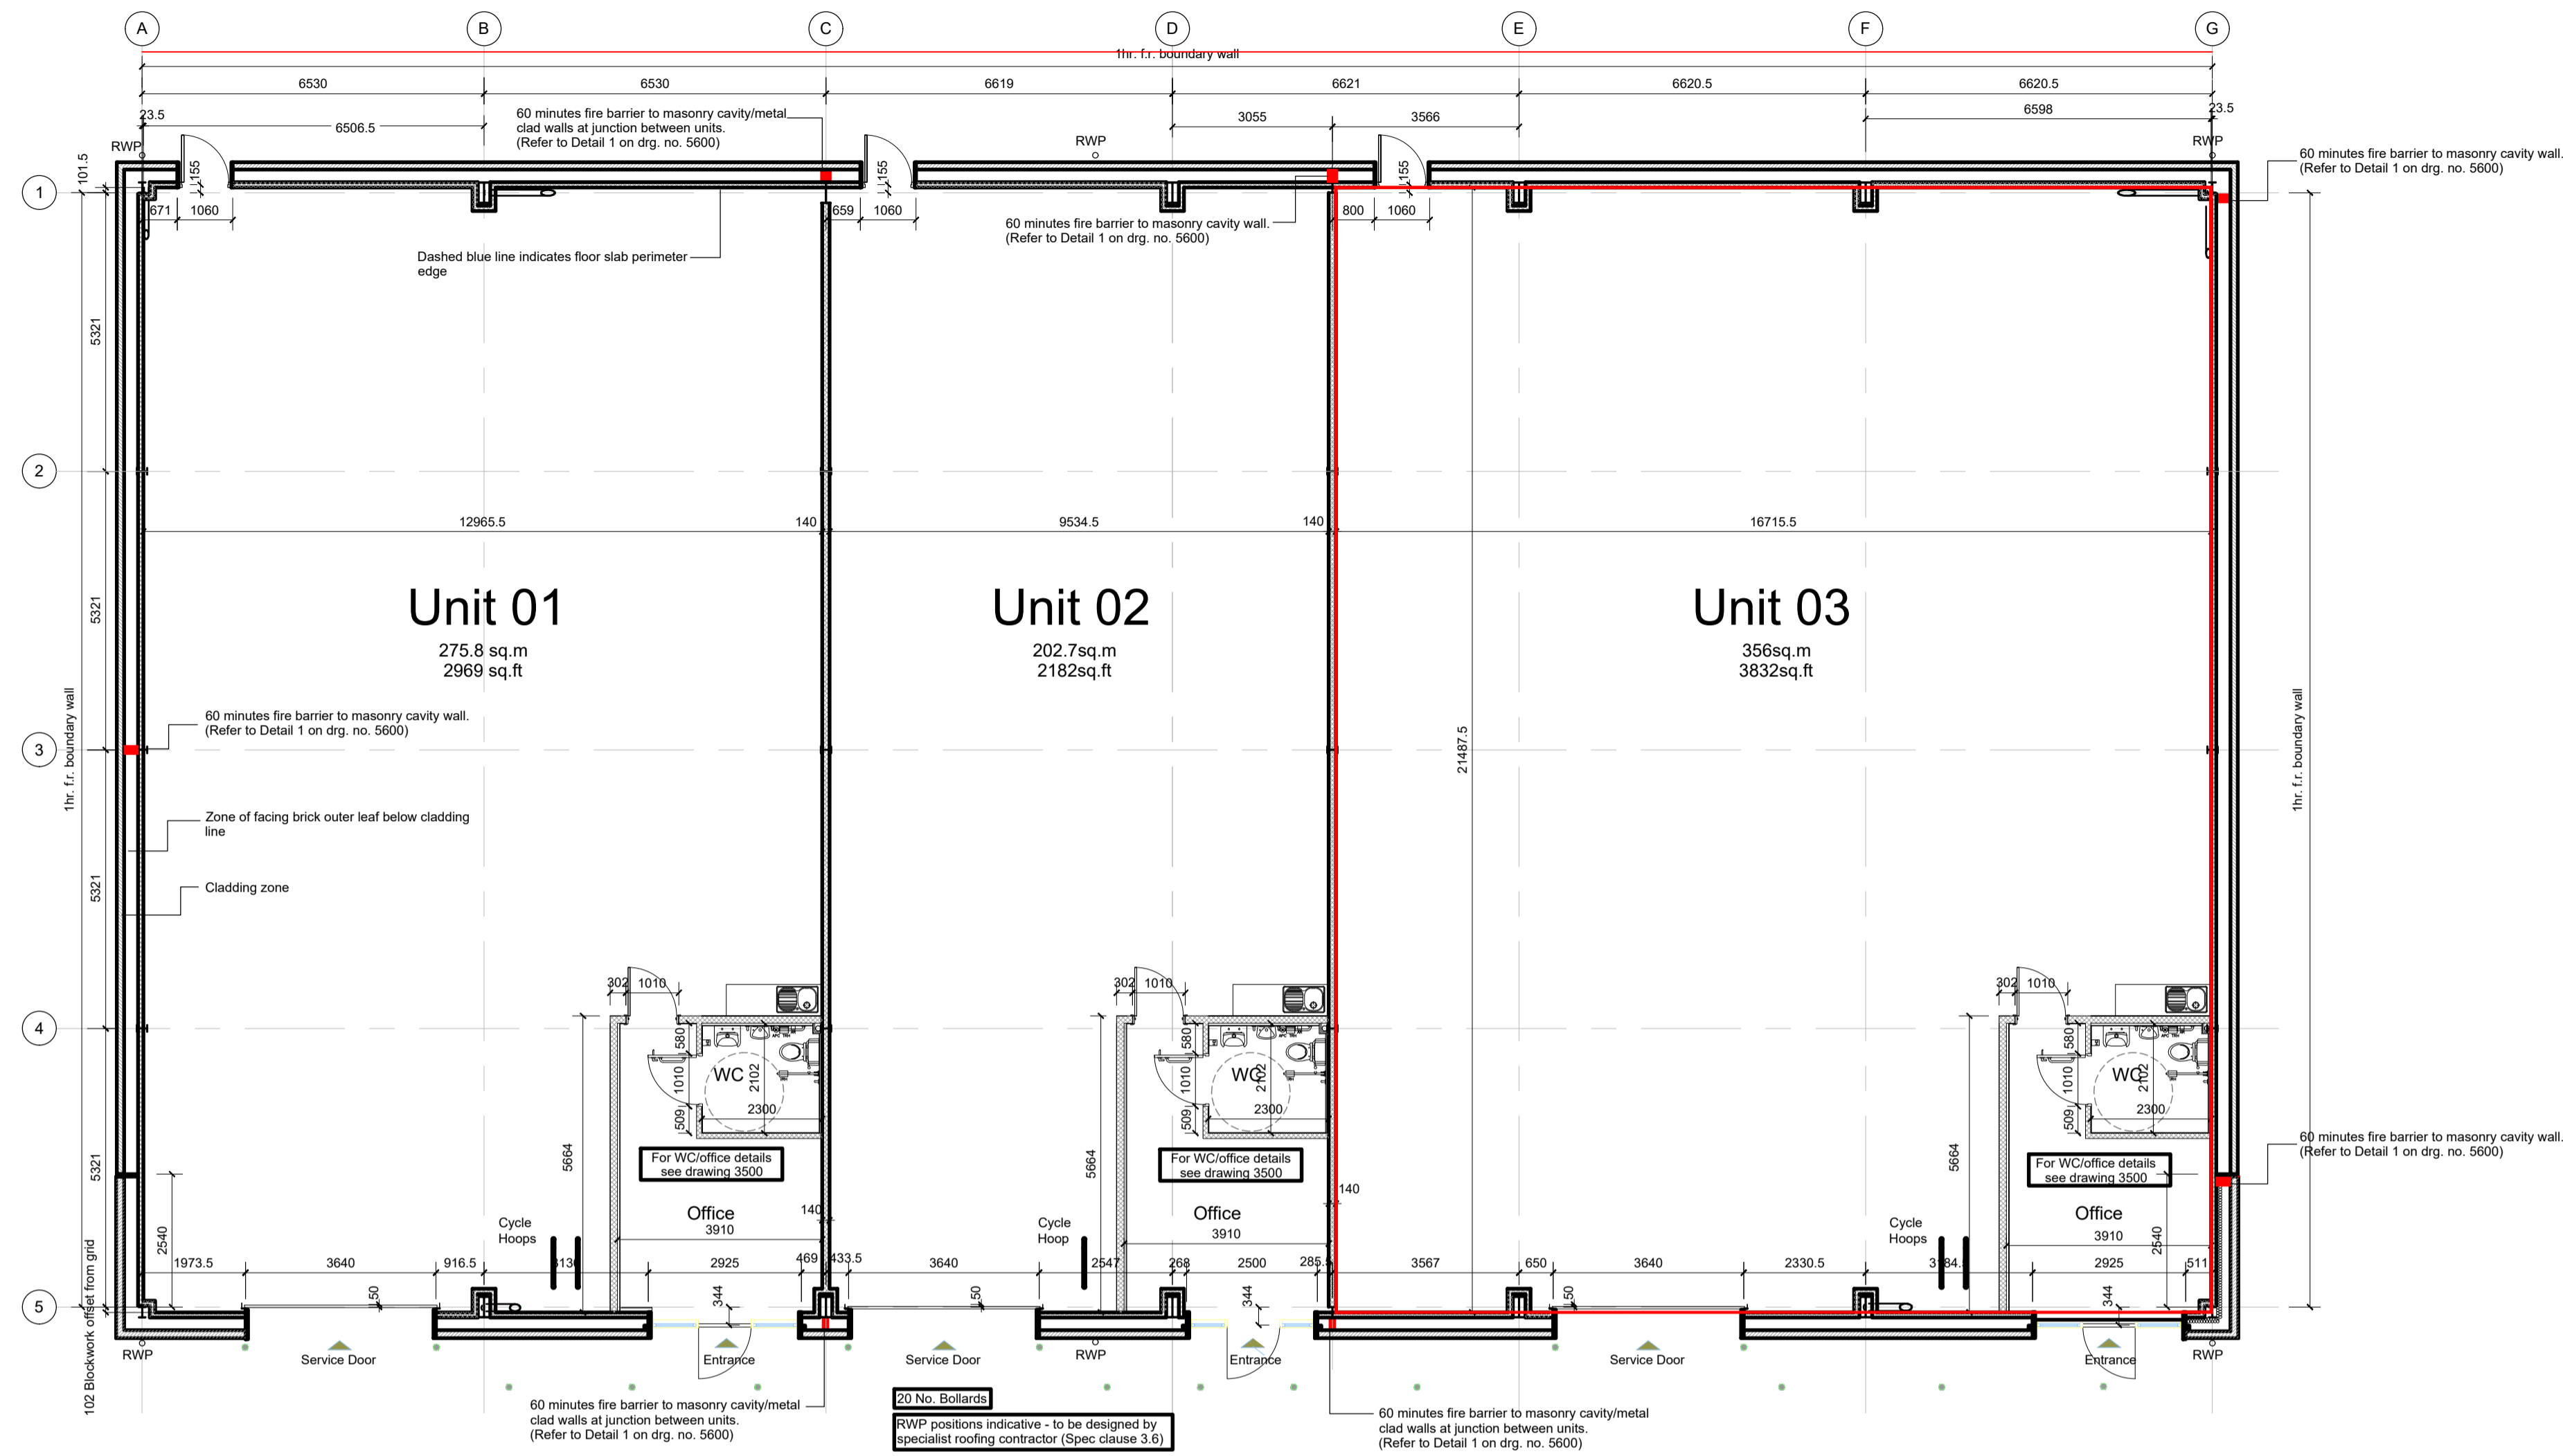 A
B
C
D
E
F
G
1hr. f.r. boundary wall
6530
6530
6619
6621
6620.5
6620.5
23.5
6506.5
60 minutes fire barrier to masonry cavity/metal
clad walls at junction between units.
(Refer to Detail 1 on drg. no. 5600)
3055
3566
6598
23.5
RWP
RWP
RWP
60 minutes fire barrier to masonry cavity wall.
(Refer to Detail 1 on drg. no. 5600)
101.5
155
155
155
1
671
1060
659
1060
60 minutes fire barrier to masonry cavity wall.
(Refer to Detail 1 on drg. no. 5600)
800
1060
Dashed blue line indicates floor slab perimeter
edge
5321
2
12965.5
140
9534.5
140
16715.5
5321
Unit 01
275.8 sq.m
2969 sq.ft
Unit 02
202.7sq.m
2182sq.ft
Unit 03
356sq.m
3832sq.ft
1hr. f.r. boundary wall
60 minutes fire barrier to masonry cavity wall.
(Refer to Detail 1 on drg. no. 5600)
3
21487.5
1hr. f.r. boundary wall
Zone of facing brick outer leaf below cladding
line
5321
Cladding zone
302
1010
302
1010
302
1010
4
580
1010
509
WC
2102
2300
580
1010
509
WC
2102
2300
580
1010
509
WC
2102
2300
5321
5664
For WC/office details
see drawing 3500
5664
For WC/office details
see drawing 3500
5664
For WC/office details
see drawing 3500
60 minutes fire barrier to masonry cavity wall.
(Refer to Detail 1 on drg. no. 5600)
140
140
2540
Cycle
Hoops
Office
3910
Cycle
Hoop
Office
3910
Cycle
Hoops
Office
3910
2540
1973.5
3640
916.5
2925
469
433.5
3640
2547
268
2500
3567
650
3640
2330.5
2925
511
5
50
344
50
344
50
344
102 Blockwork offset from grid
RWP
Service Door
Entrance
Service Door
RWP
Entrance
Service Door
Entrance
RWP
60 minutes fire barrier to masonry cavity/metal
clad walls at junction between units.
(Refer to Detail 1 on drg. no. 5600)
20 No. Bollards
RWP positions indicative - to be designed by
specialist roofing contractor (Spec clause 3.6)
60 minutes fire barrier to masonry cavity/metal
clad walls at junction between units.
(Refer to Detail 1 on drg. no. 5600)